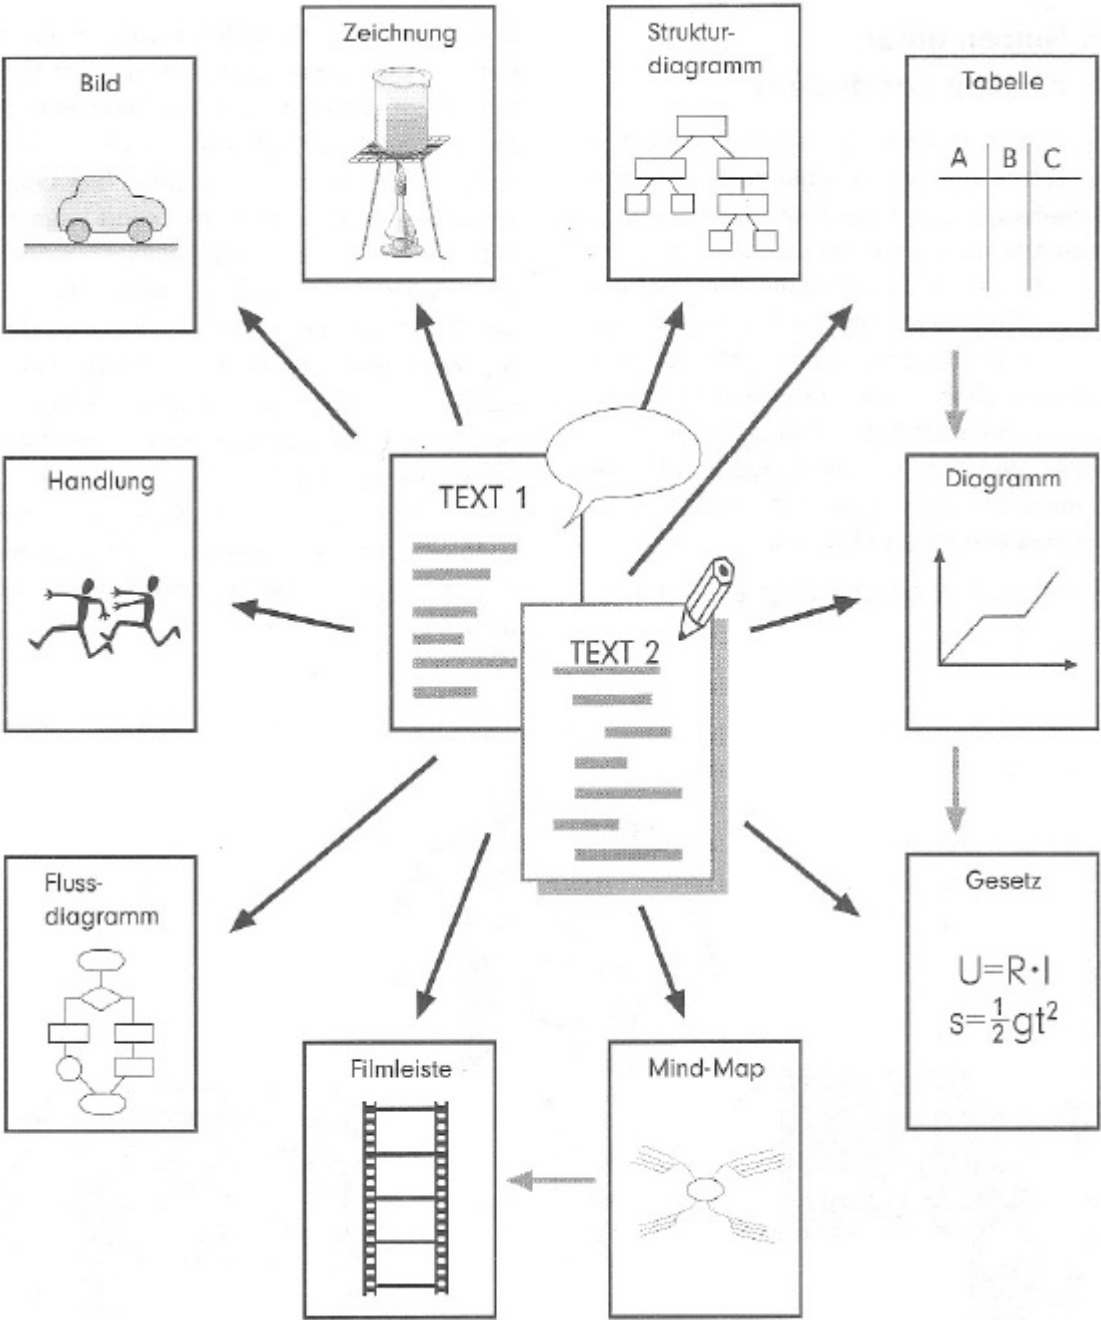 Zeichnung
Struktur-
diagramm
Bild
Tabelle
A B C
Handlung
TEXT 1
Diagramm
TEXT 2
Fluss-
diagramm
Gesetz
U=R·I
s=½gt²
Filmleiste
Mind-Map